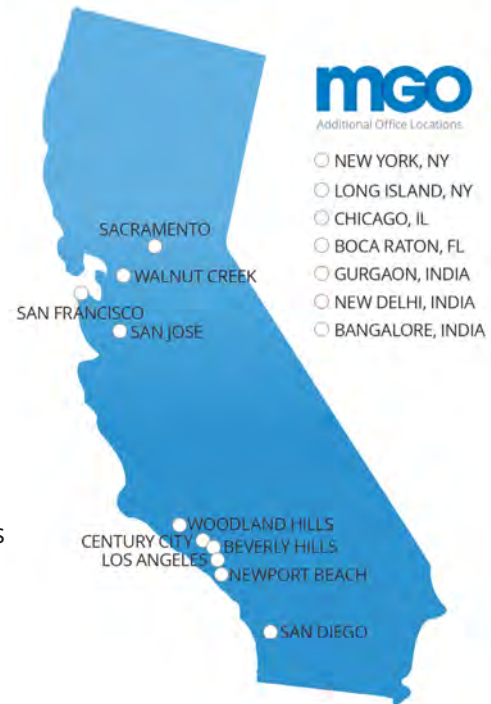 mgo
Additional Office Locations
NEW YORK, NY
LONG ISLAND, NY
CHICAGO, IL
BOCA RATON, FL
GURGAON, INDIA
NEW DELHI, INDIA
BANGALORE, INDIA
SACRAMENTO
WALNUT CREEK
SAN FRANCISCO
SAN JOSE
WOODLAND HILLS
S
CENTURY CITY
BEVERLY HILLS
LOS ANGELES
NEWPORT BEACH
SAN DIEGO